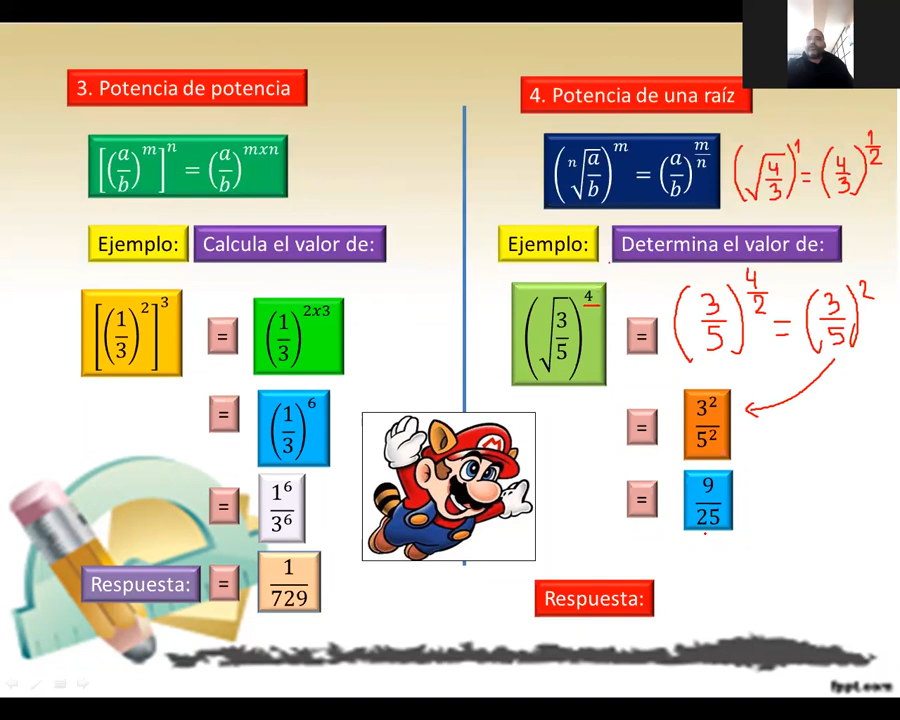 3. Potencia de potencia
[(a/b)^m]^n = (a/b)^(mxn)
Ejemplo: Calcula el valor de:
[(1/3)^2]^3 = (1/3)^(2x3)
= (1/3)^6
= 1^6/3^6
Respuesta: = 1/729
4. Potencia de una raíz
(ⁿ√(a/b))^m = (a/b)^(m/n) (√(4/3))^1 = (4/3)^(1/2)
Ejemplo: Determina el valor de:
(√(3/5))^4 = (3/5)^(4/2) = (3/5)^2
= 3^2/5^2
= 9/25
Respuesta:
M
fppt.com